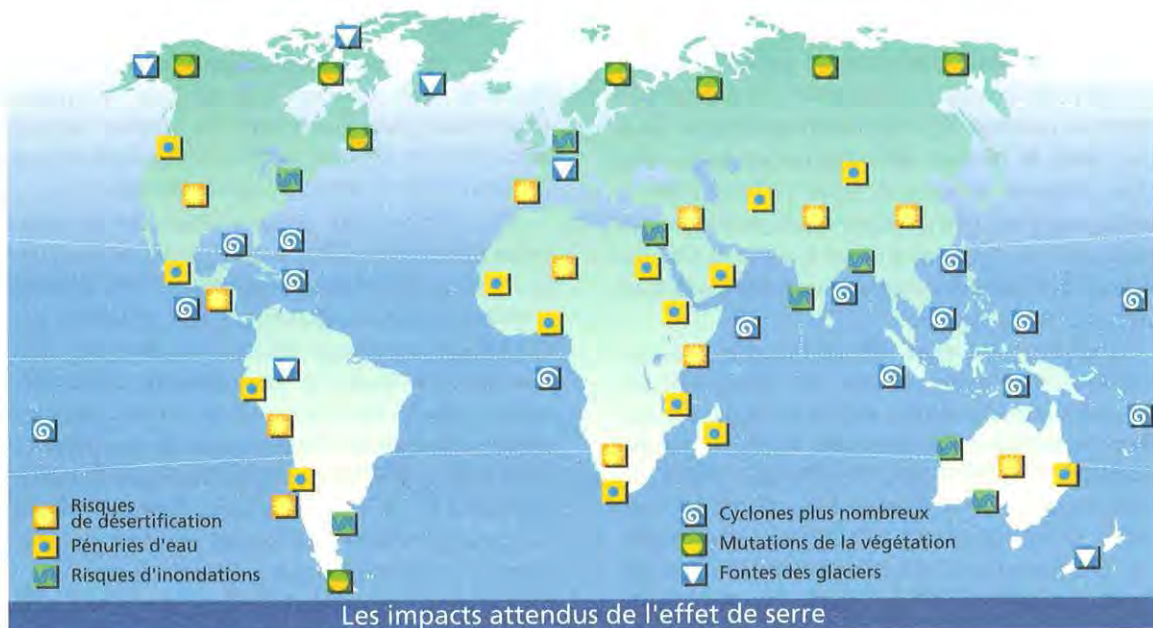 Risques
de désertification
Pénuries d'eau
Risques d'inondations
Cyclones plus nombreux
Mutations de la végétation
Fontes des glaciers
Les impacts attendus de l'effet de serre